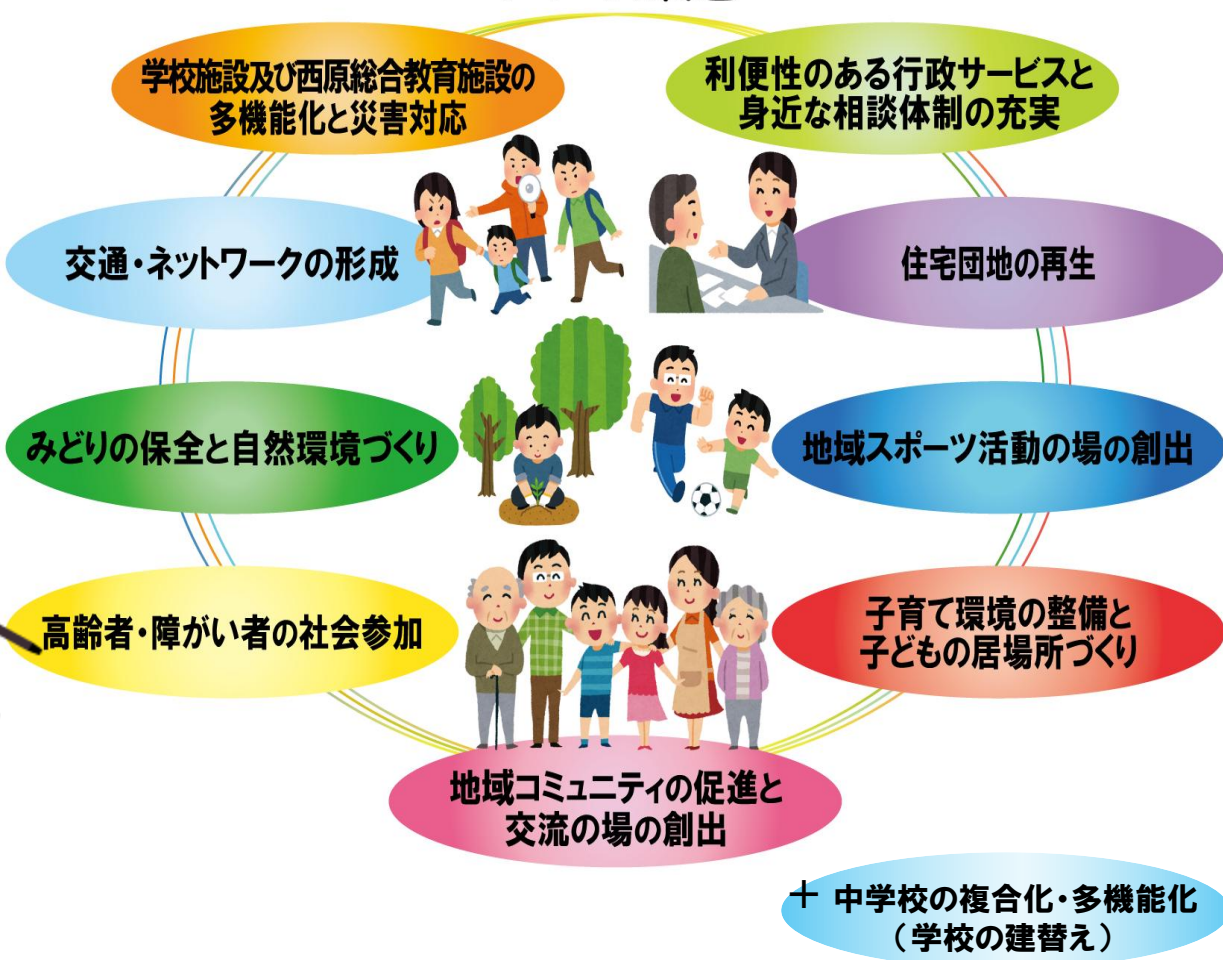 学校施設及び西原総合教育施設の
多機能化と災害対応
利便性のある行政サービスと
身近な相談体制の充実
交通・ネットワークの形成
住宅団地の再生
みどりの保全と自然環境づくり
地域スポーツ活動の場の創出
高齢者・障がい者の社会参加
子育て環境の整備と
子どもの居場所づくり
地域コミュニティの促進と
交流の場の創出
+ 中学校の複合化・多機能化
（学校の建替え）